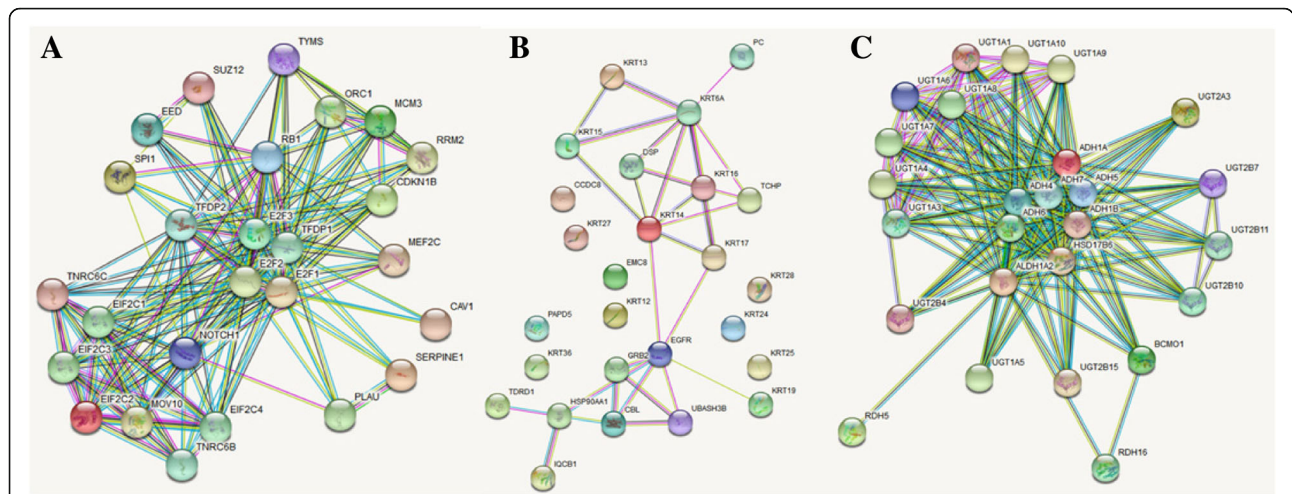 A
TYMS
SUZ12
ORC1
MCM3
EED
RB1
RRM2
SPI1
CDKN1B
TFDP2
E2F3
TFDP1
MEF2C
E2F2
E2F1
TNRC6C
EIF2C1
CAV1
NOTCH1
EIF2C3
SERPINE1
EIF2C2
MOV10
EIF2C4
PLAU
TNRC6B
B
PC
KRT13
KRT6A
KRT15
DSP
KRT16
TCHP
CCDC8
KRT14
KRT27
KRT17
EMC8
KRT28
KRT12
PAPD5
KRT24
EGFR
KRT36
GRB2
KRT25
TDRD1
HSP90AA1
CBL
UBASH3B
KRT19
IQCB1
C
UGT1A1
UGT1A10
UGT1A9
UGT1A6
UGT1A8
UGT2A3
UGT1A7
ADH1A
UGT1A4
ADH4
ADH7
ADH5
UGT2B7
UGT1A3
ADH6
ADH1B
UGT2B11
HSD17B6
ALDH1A2
UGT2B10
UGT2B4
BCMO1
UGT1A5
UGT2B15
RDH5
RDH16